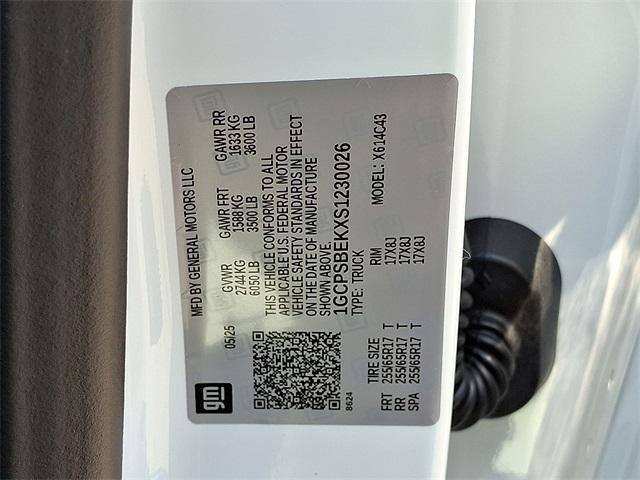 gm
MFD BY GENERAL MOTORS LLC
05/25 GVWR GAWR FRT GAWR RR
2744 KG 1588 KG 1633 KG
6050 LB 3500 LB 3600 LB
THIS VEHICLE CONFORMS TO ALL
APPLICABLE U.S. FEDERAL MOTOR
VEHICLE SAFETY STANDARDS IN EFFECT
ON THE DATE OF MANUFACTURE
SHOWN ABOVE.
1GCPSBEKXS1230026
8624
TYPE: TRUCK MODEL: X614C43
TIRE SIZE RIM
FRT 255/65R17 T 17X8J
RR 255/65R17 T 17X8J
SPA 255/65R17 T 17X8J